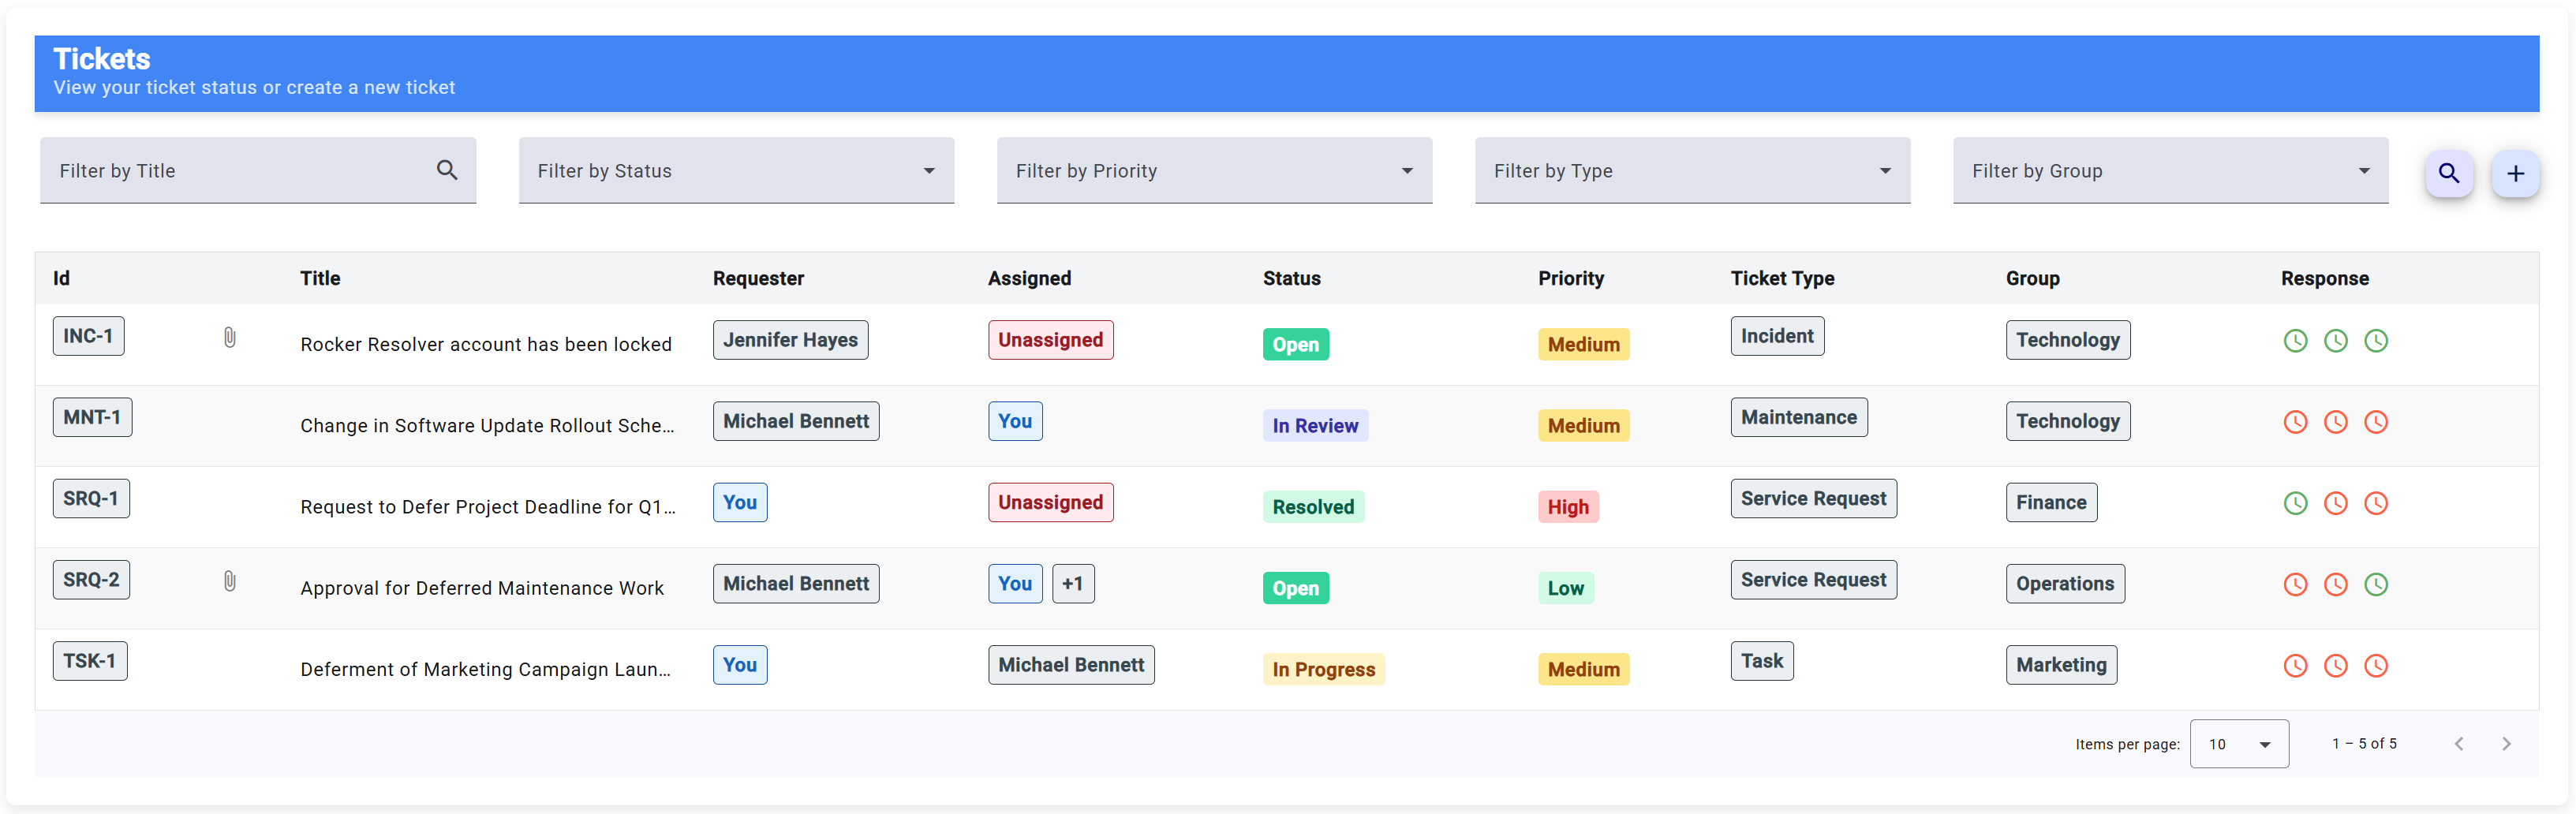 Tickets
View your ticket status or create a new ticket
Filter by Title Filter by Status Filter by Priority Filter by Type Filter by Group
Id Title Requester Assigned Status Priority Ticket Type Group Response
INC-1 Rocker Resolver account has been locked Jennifer Hayes Unassigned Open Medium Incident Technology
MNT-1 Change in Software Update Rollout Sche... Michael Bennett You In Review Medium Maintenance Technology
SRQ-1 Request to Defer Project Deadline for Q1... You Unassigned Resolved High Service Request Finance
SRQ-2 Approval for Deferred Maintenance Work Michael Bennett You +1 Open Low Service Request Operations
TSK-1 Deferment of Marketing Campaign Laun... You Michael Bennett In Progress Medium Task Marketing
Items per page: 10 1 – 5 of 5